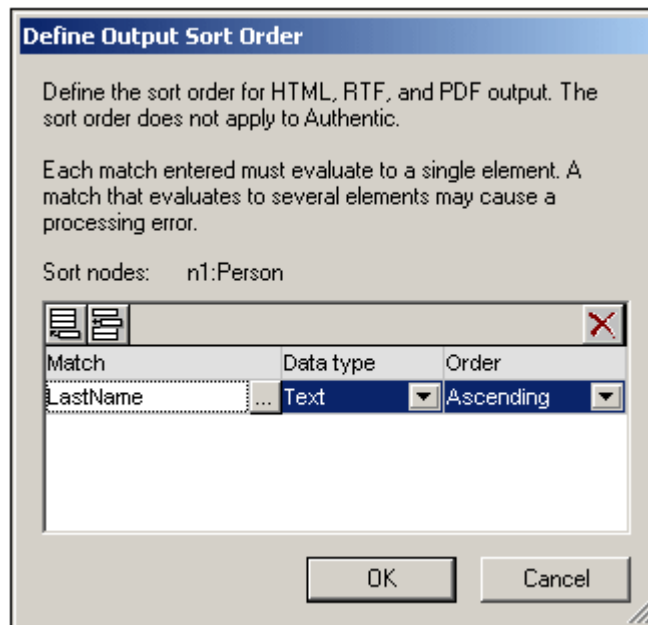 Define Output Sort Order
Define the sort order for HTML, RTF, and PDF output. The
sort order does not apply to Authentic.
Each match entered must evaluate to a single element. A
match that evaluates to several elements may cause a
processing error.
Sort nodes: n1:Person
Match Data type Order
LastName ... Text Ascending
OK Cancel